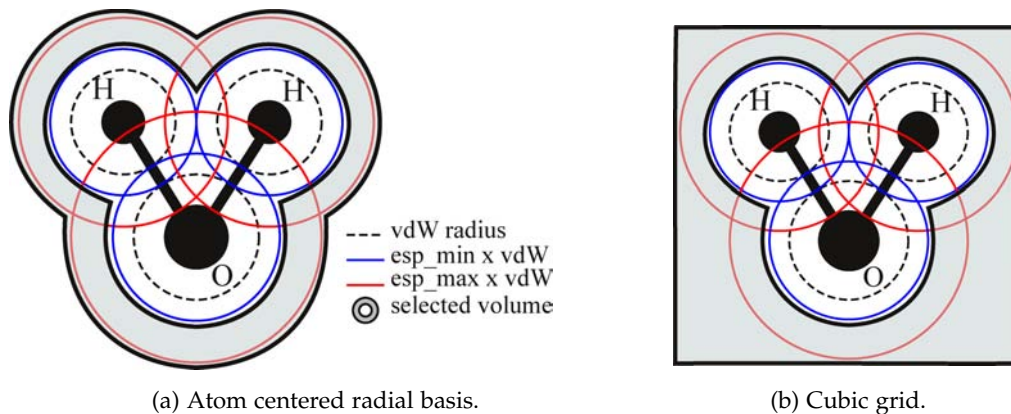 H
H
O
vdW radius
esp_min x vdW
esp_max x vdW
selected volume
(a) Atom centered radial basis.
H
H
O
(b) Cubic grid.